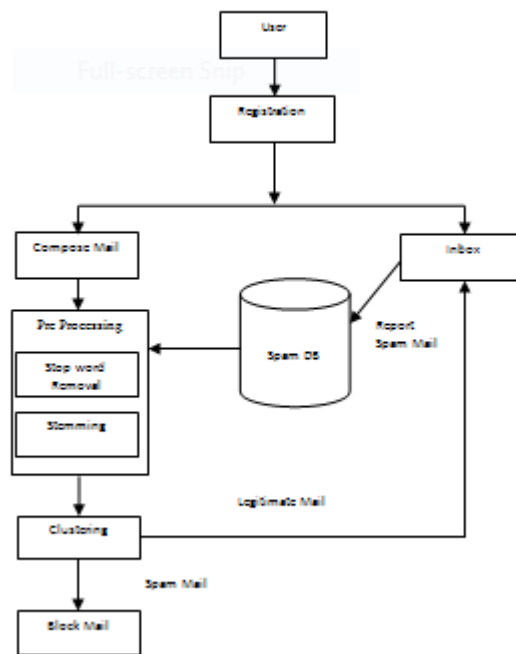 User
Full-screen Snip
Registration
Compose Mail
Inbox
Pre Processing
Stop word
Removal
Stemming
Spam DB
Report
Spam Mail
Legitimate Mail
Clustering
Spam Mail
Block Mail